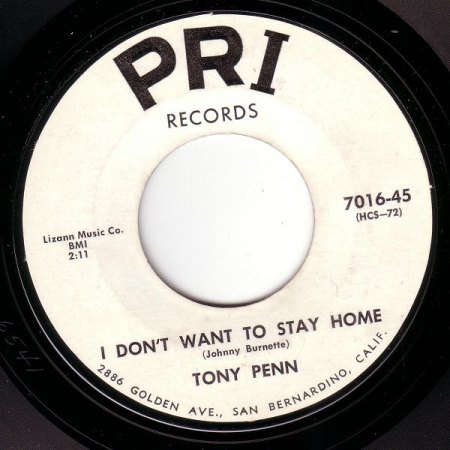 PRI
RECORDS
Lizann Music Co.
BMI
2:11
7016-45
(HCS-72)
I DON'T WANT TO STAY HOME
(Johnny Burnette)
TONY PENN
2886 GOLDEN AVE., SAN BERNARDINO, CALIF.